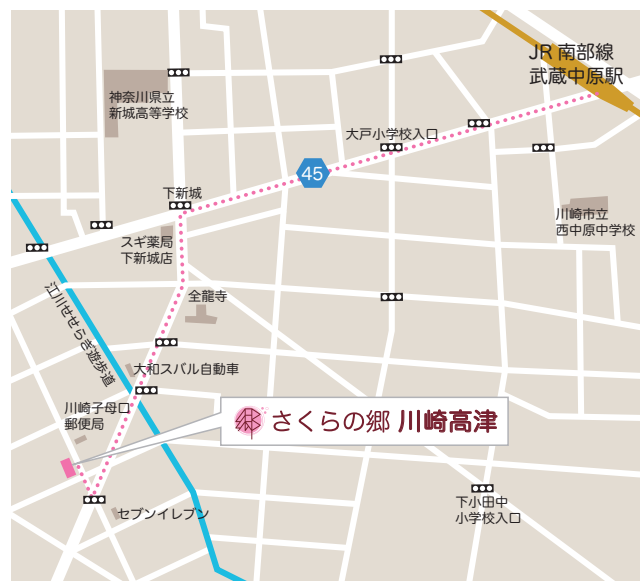 JR 南部線
武蔵中原駅
神奈川県立
新城高等学校
大戸小学校入口
45
下新城
川崎市立
西中原中学校
スギ薬局
下新城店
江川せせらぎ遊歩道
全龍寺
大和スバル自動車
川崎子母口
郵便局
さくらの郷 川崎高津
下小田中
小学校入口
セブンイレブン